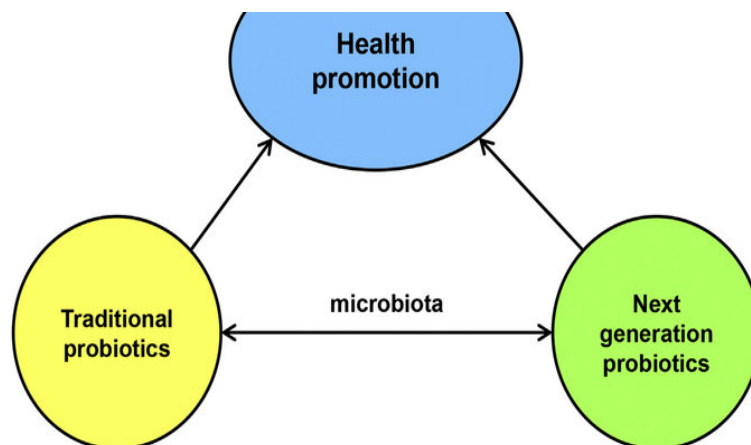 Health
promotion
microbiota
Traditional
probiotics
Next
generation
probiotics